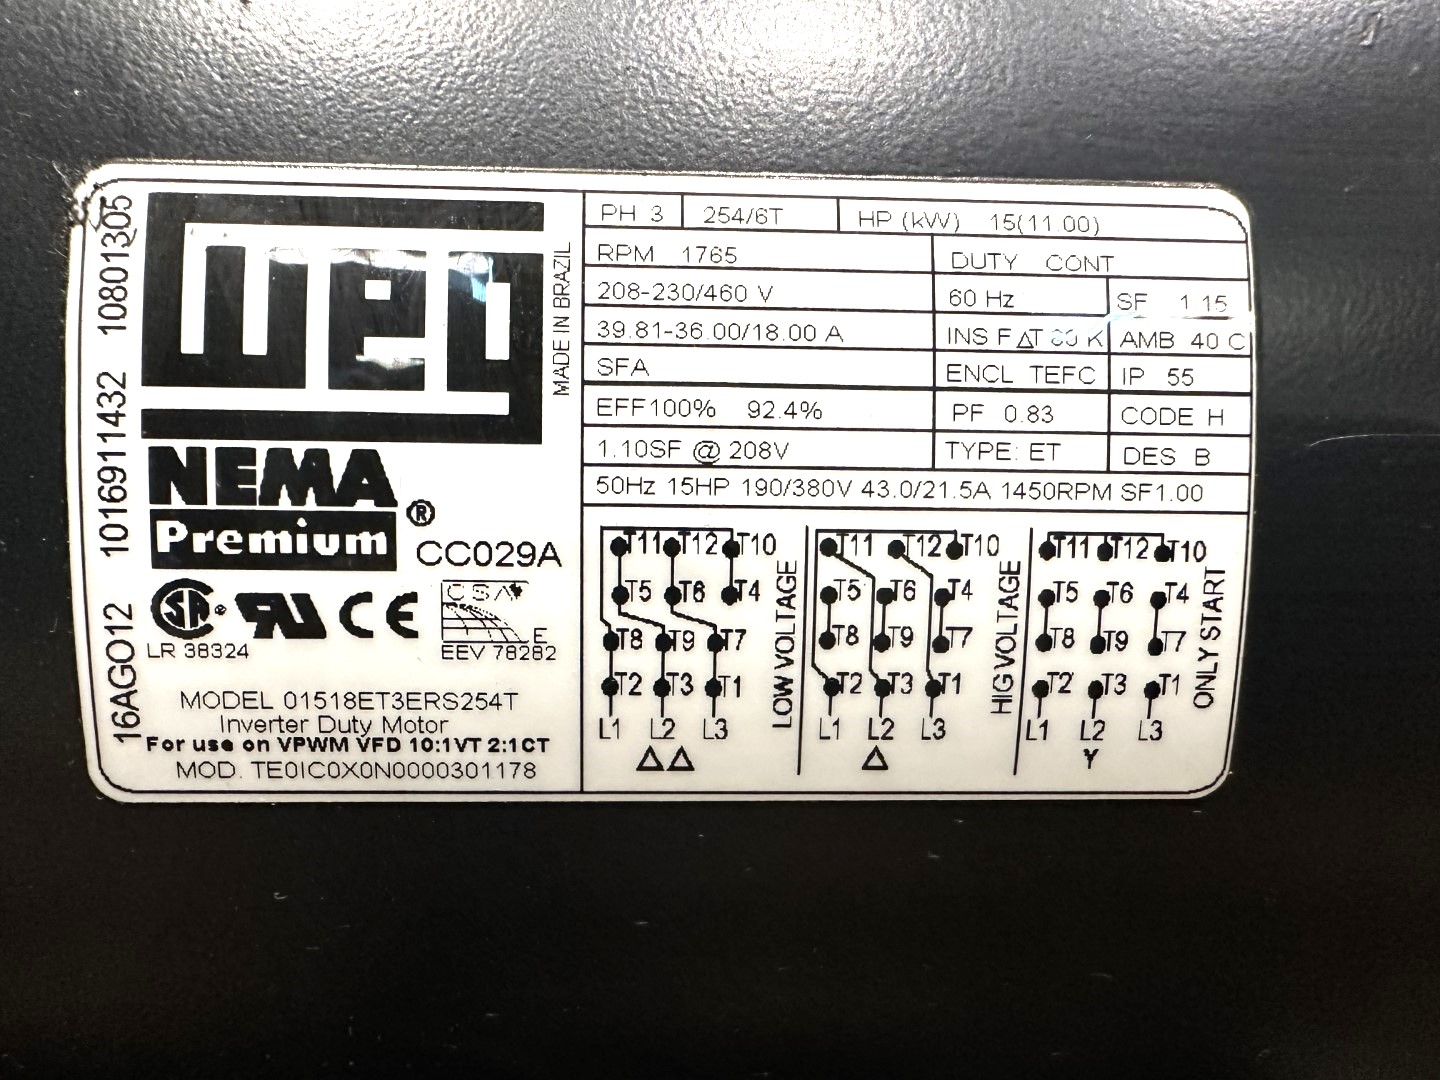 16AGO12 1016911432 10801305
WEG
MADE IN BRAZIL
NEMA
Premium ®
CC029A
SA ® UR CE CSA
E
LR 38324
EEV 78282
MODEL 01518ET3ERS254T
Inverter Duty Motor
For use on VPWM VFD 10:1VT 2:1CT
MOD. TE0IC0X0N0000301178
PH 3 254/6T HP (kW) 15(11.00)
RPM 1765 DUTY CONT
208-230/460 V 60 Hz SF 1.15
39.81-36.00/18.00 A INS F ΔT K AMB 40 C
SFA ENCL TEFC IP 55
EFF100% 92.4% PF 0.83 CODE H
1.10SF @ 208V TYPE: ET DES B
50Hz 15HP 190/380V 43.0/21.5A 1450RPM SF1.00
T11 T12 T10
T5 T6 T4
T8 T9 T7
T2 T3 T1
L1 L2 L3
ΔΔ
LOW VOLTAGE
T11 T12 T10
T5 T6 T4
T8 T9 T7
T2 T3 T1
L1 L2 L3
Δ
HIG VOLTAGE
T11 T12 T10
T5 T6 T4
T8 T9 T7
T2 T3 T1
L1 L2 L3
Y
ONLY START